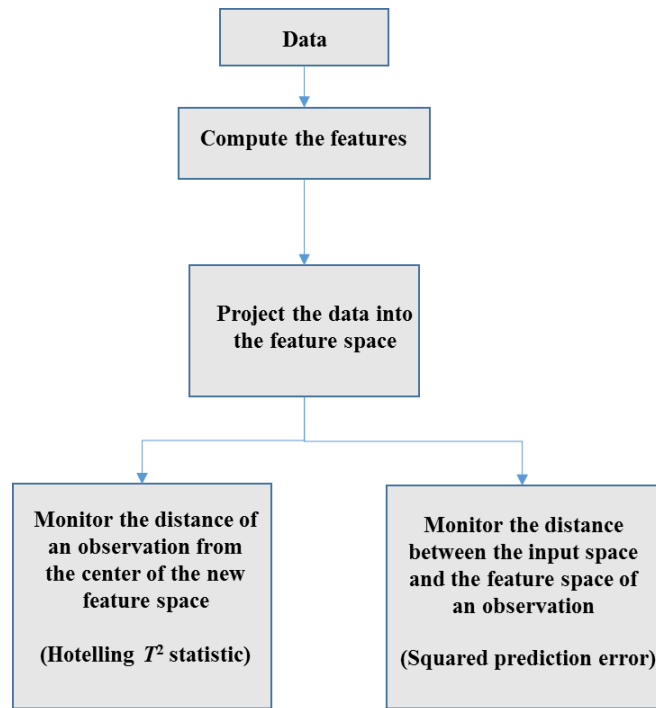 Data
Compute the features
Project the data into
the feature space
Monitor the distance of
an observation from
the center of the new
feature space
(Hotelling T² statistic)
Monitor the distance
between the input space
and the feature space of
an observation
(Squared prediction error)